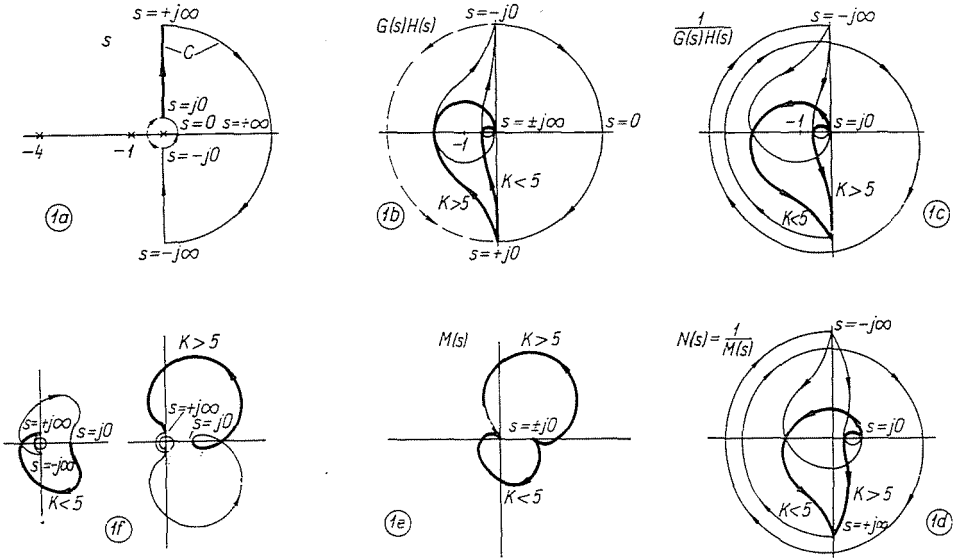 s=+j∞
s
C
s=j0
s=0
s=+∞
-4
-1
s=-j0
s=-j∞
1a
G(s)H(s)
s=-j0
s=±j∞
s=0
-1
K>5
K<5
s=+j0
1b
1
G(s)H(s)
s=-j∞
-1
s=j0
K<5
K>5
1c
s=+j∞
s=j0
s=-j∞
K<5
K>5
s=+j∞
s=j0
1f
M(s)
K>5
s=±j0
K<5
1e
N(s)=1/M(s)
s=-j∞
s=j0
K<5
K>5
s=+j∞
1d